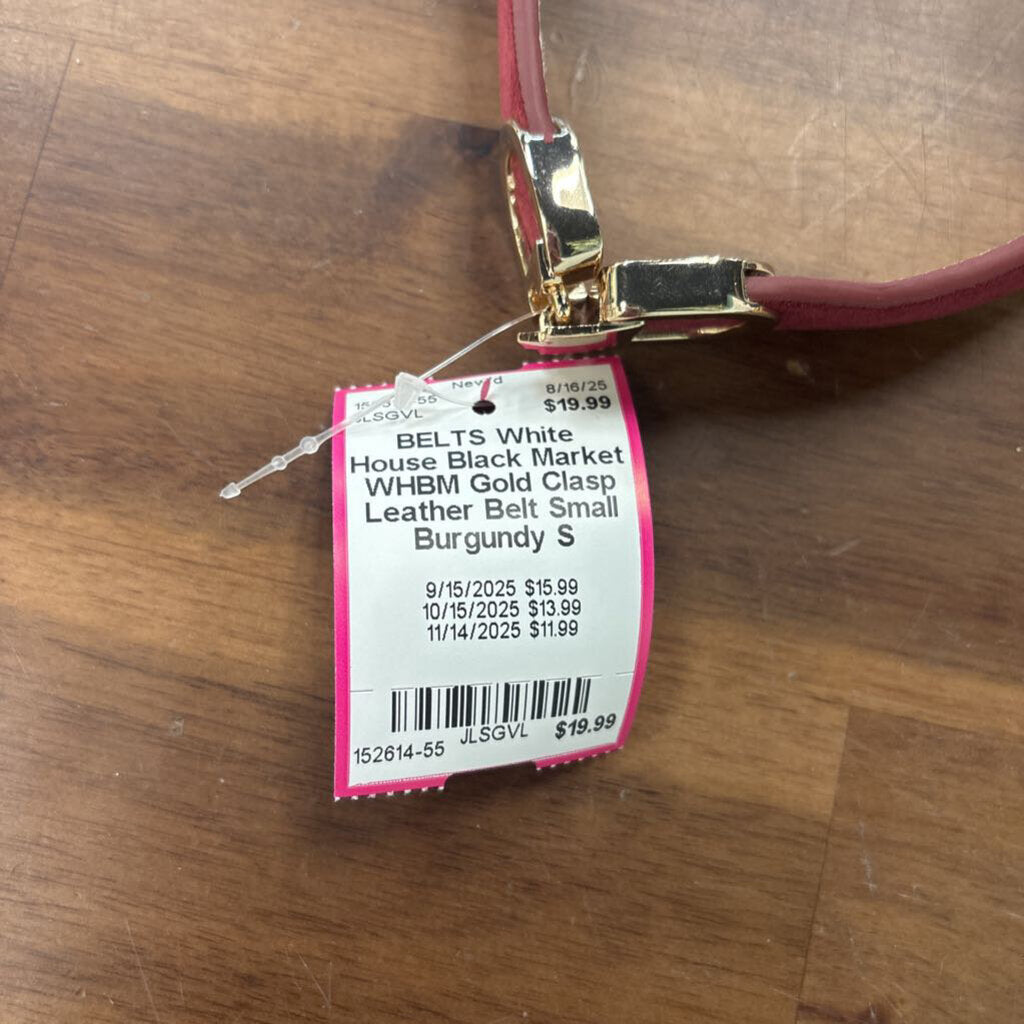 8/16/25
55 $19.99
JLSGVL
BELTS White
House Black Market
WHBM Gold Clasp
Leather Belt Small
Burgundy S
9/15/2025 $15.99
10/15/2025 $13.99
11/14/2025 $11.99
JLSGVL $19.99
152614-55